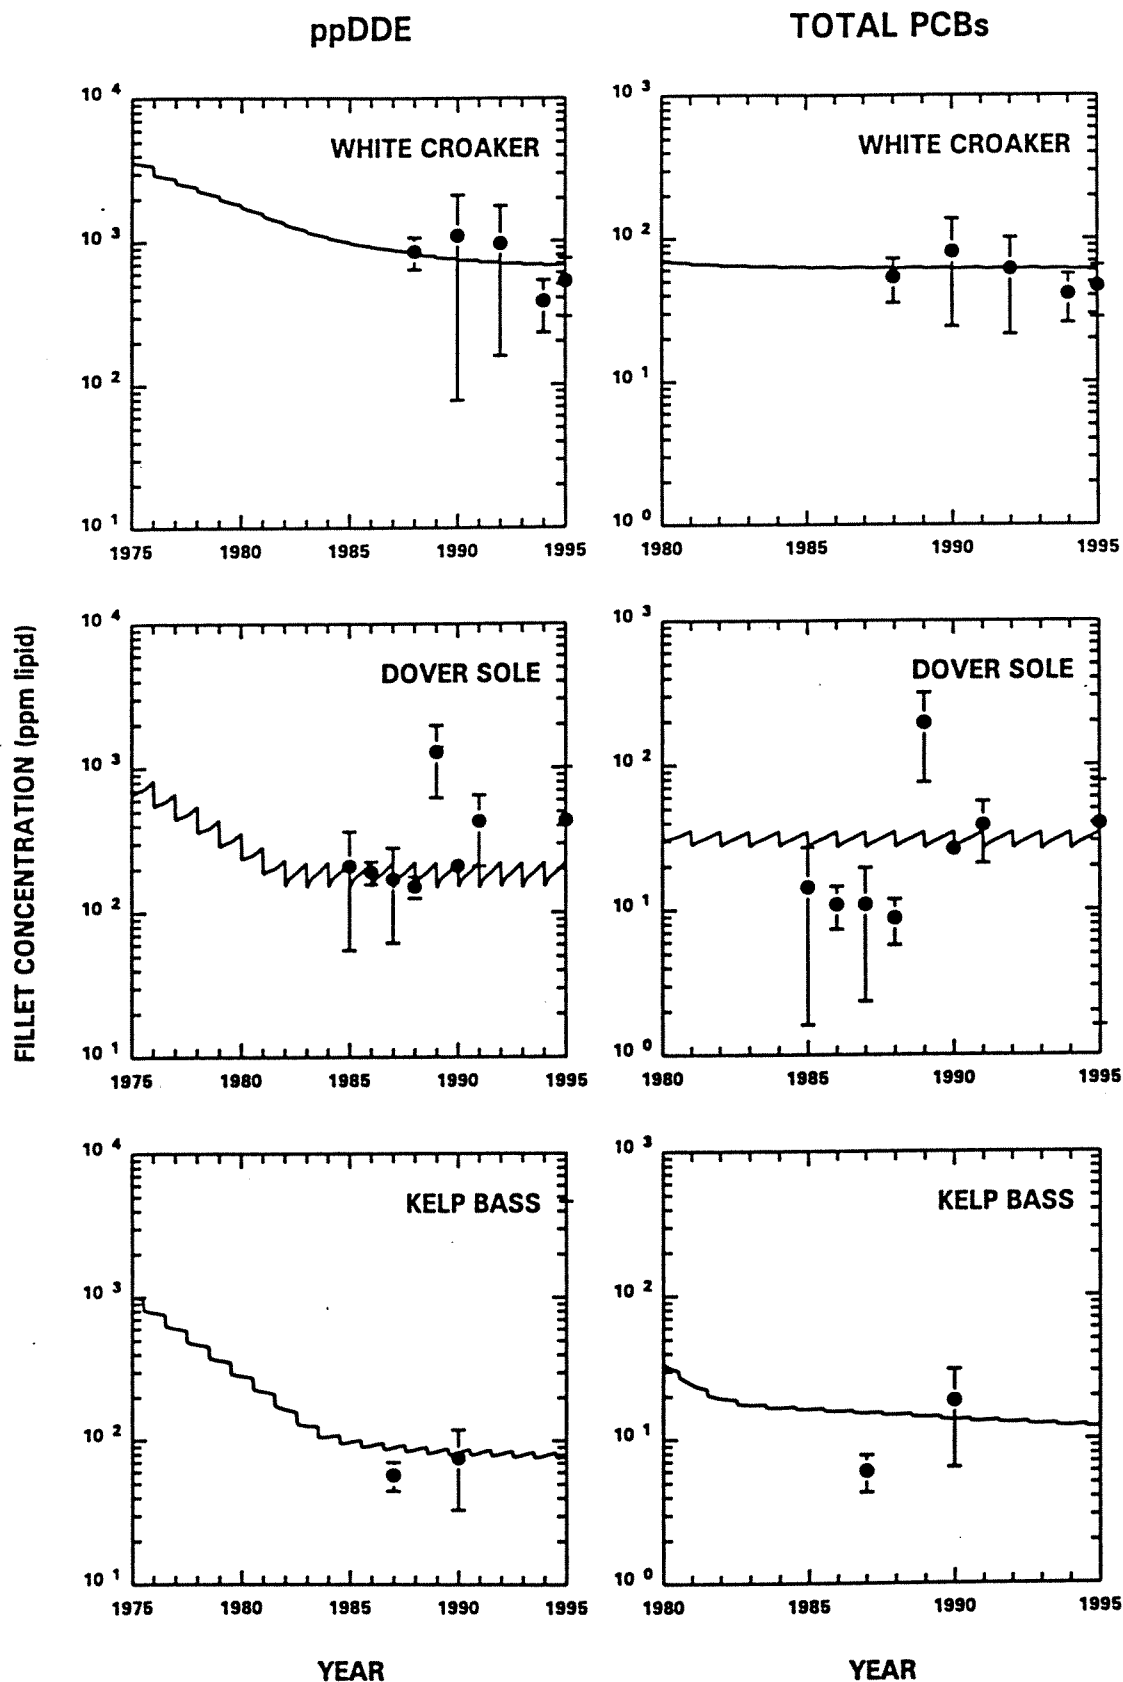 ppDDE
TOTAL PCBs
10 4
WHITE CROAKER
10 3
10 2
10 1
1975 1980 1985 1990 1995
10 3
WHITE CROAKER
10 2
10 1
10 0
1980 1985 1990 1995
FILLET CONCENTRATION (ppm lipid)
10 4
DOVER SOLE
10 3
10 2
10 1
1975 1980 1985 1990 1995
10 3
DOVER SOLE
10 2
10 1
10 0
1980 1985 1990 1995
10 4
KELP BASS
10 3
10 2
10 1
1975 1980 1985 1990 1995
YEAR
10 3
KELP BASS
10 2
10 1
10 0
1980 1985 1990 1995
YEAR